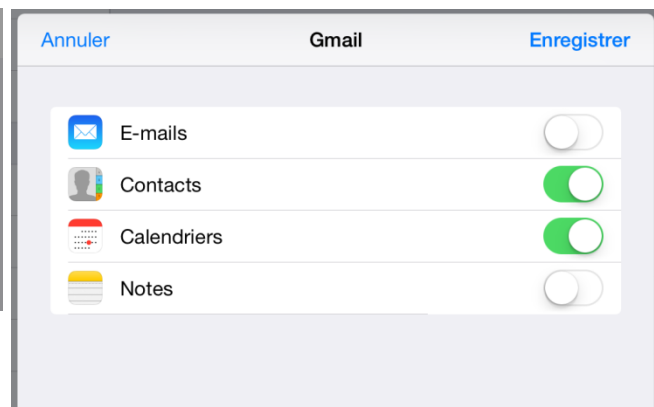 Annuler Gmail Enregistrer
E-mails
Contacts
Calendriers
Notes